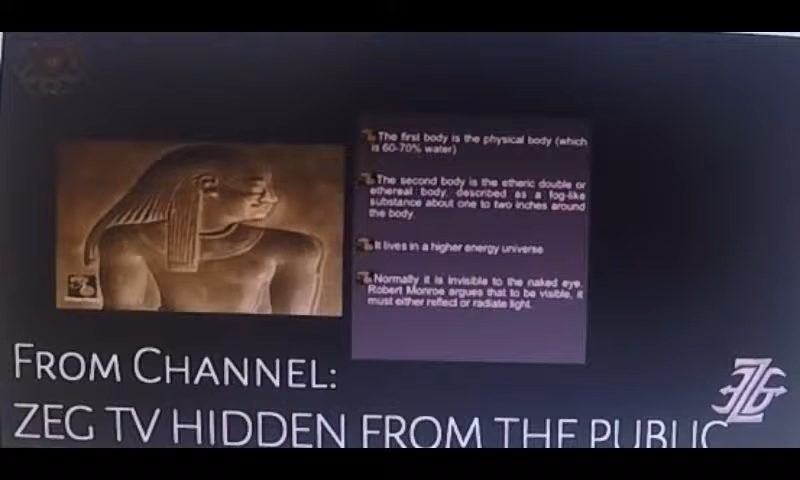 The first body is the physical body (which
is 60-70% water)
The second body is the etheric double or
ethereal body, described as a fog-like
substance about one to two inches around
the body.
It lives in a higher energy universe
Normally it is invisible to the naked eye.
Robert Monroe argues that to be visible, it
must either reflect or radiate light.
FROM CHANNEL:
ZEG TV HIDDEN FROM THE PUBLIC